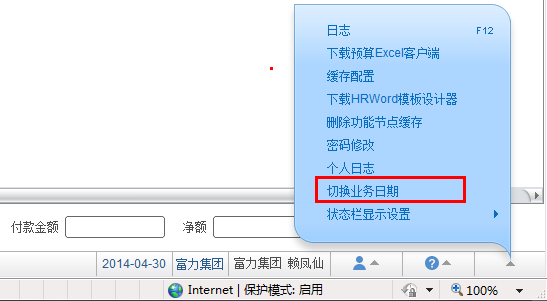 日志 F12
下载预算Excel客户端
缓存配置
下载HRWord模板设计器
删除功能节点缓存
密码修改
个人日志
切换业务日期
状态栏显示设置
付款金额 净额
2014-04-30 富力集团 富力集团 赖凤仙
Internet | 保护模式: 启用 100%